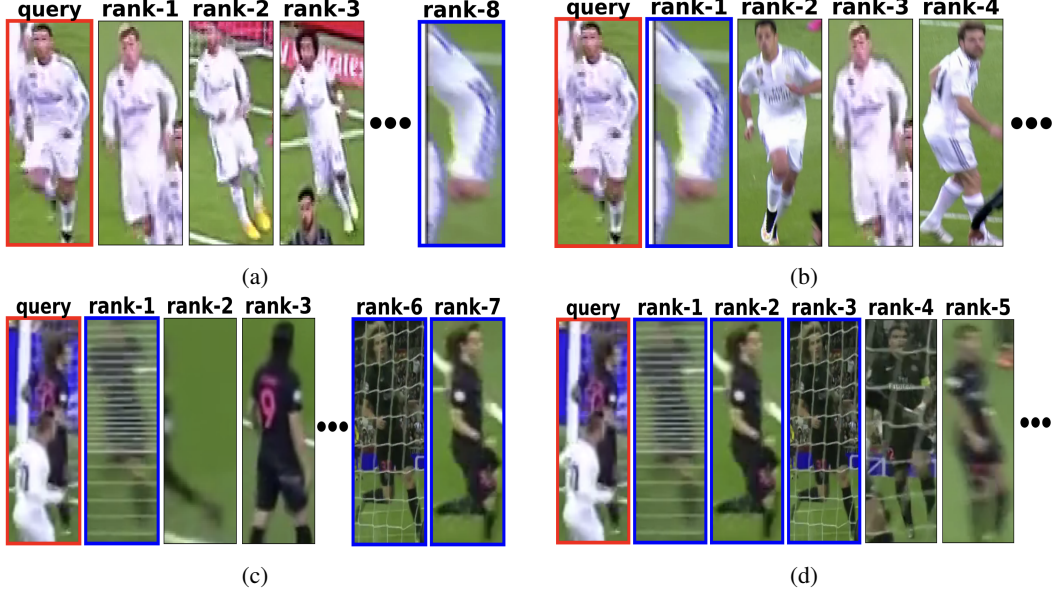 query rank-1 rank-2 rank-3 rank-8
query rank-1 rank-2 rank-3 rank-4
(a) (b)
query rank-1 rank-2 rank-3 rank-6 rank-7
9
query rank-1 rank-2 rank-3 rank-4 rank-5
(c) (d)